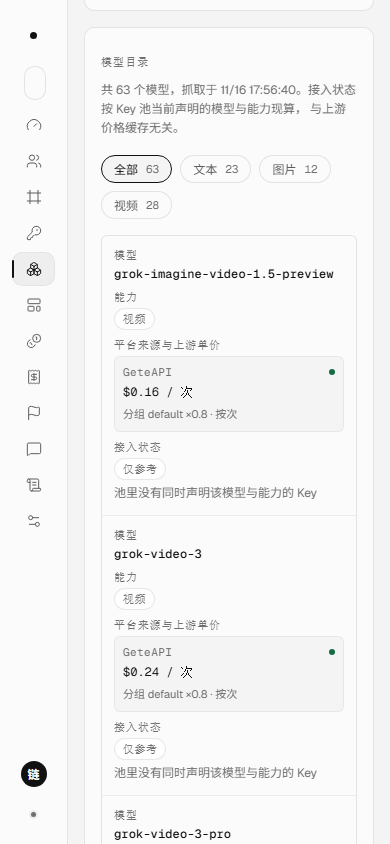 模型目录
共 63 个模型，抓取于 11/16 17:56:40。接入状态
按 Key 池当前声明的模型与能力现算， 与上游
价格缓存无关。
全部 63
文本 23
图片 12
视频 28
模型
grok-imagine-video-1.5-preview
能力
视频
平台来源与上游单价
GeteAPI
$0.16 / 次
分组 default ×0.8 · 按次
接入状态
仅参考
池里没有同时声明该模型与能力的 Key
模型
grok-video-3
能力
视频
平台来源与上游单价
GeteAPI
$0.24 / 次
分组 default ×0.8 · 按次
接入状态
仅参考
池里没有同时声明该模型与能力的 Key
模型
grok-video-3-pro
链